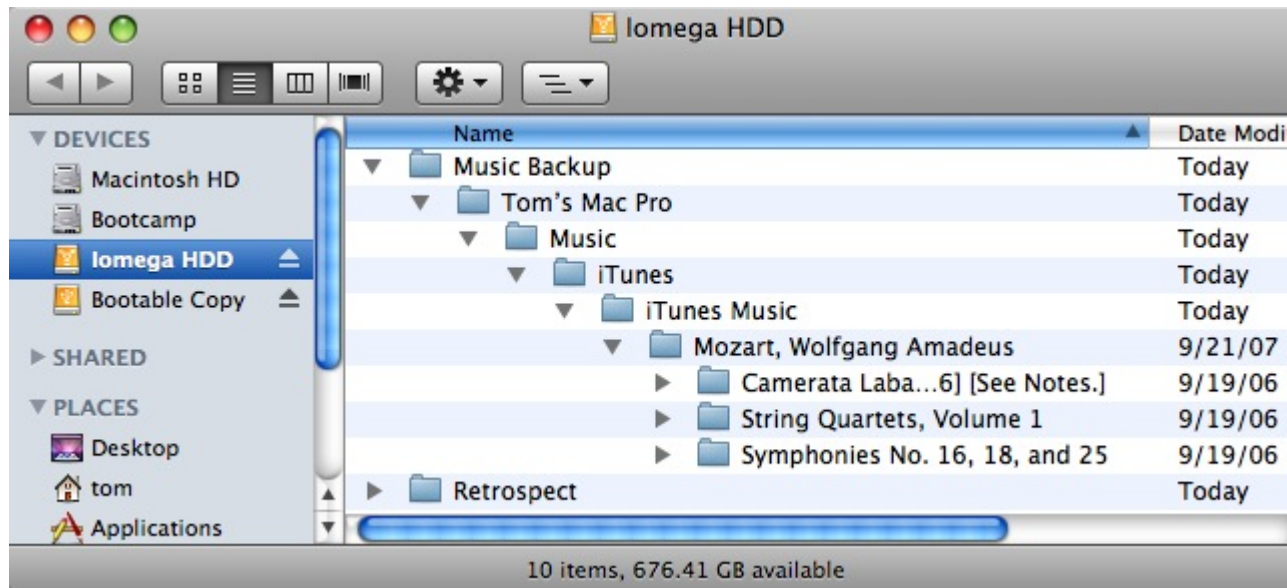 Iomega HDD
DEVICES
Macintosh HD
Bootcamp
Iomega HDD
Bootable Copy
SHARED
PLACES
Desktop
tom
Applications
Name Date Modi
Music Backup Today
Tom's Mac Pro Today
Music Today
iTunes Today
iTunes Music Today
Mozart, Wolfgang Amadeus 9/21/07
Camerata Laba...6] [See Notes.] 9/19/06
String Quartets, Volume 1 9/19/06
Symphonies No. 16, 18, and 25 9/19/06
Retrospect Today
10 items, 676.41 GB available